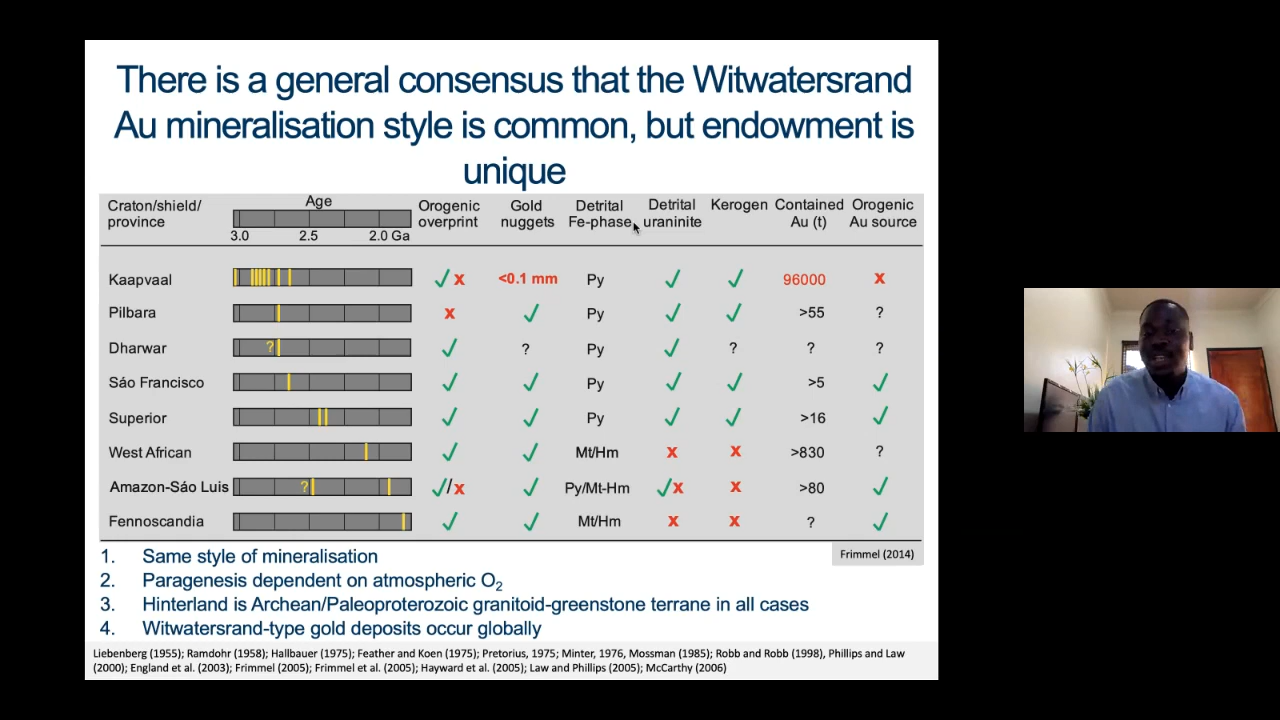 There is a general consensus that the Witwatersrand
Au mineralisation style is common, but endowment is
unique
Craton/shield/ province Age 3.0 2.5 2.0 Ga Orogenic overprint Gold nuggets Detrital Fe-phase Detrital uraninite Kerogen Contained Au (t) Orogenic Au source
Kaapvaal ✓ x <0.1 mm Py ✓ ✓ 96000 x
Pilbara x ✓ Py ✓ ✓ >55 ?
Dharwar ? ✓ ? Py ✓ ? ? ?
Sáo Francisco ✓ ✓ Py ✓ ✓ >5 ✓
Superior ✓ ✓ Py ✓ ✓ >16 ✓
West African ✓ ✓ Mt/Hm x x >830 ?
Amazon-Sáo Luis ? ✓/x ✓ Py/Mt-Hm ✓x x >80 ✓
Fennoscandia ✓ ✓ Mt/Hm x x ? ✓
Frimmel (2014)
1. Same style of mineralisation
2. Paragenesis dependent on atmospheric O₂
3. Hinterland is Archean/Paleoproterozoic granitoid-greenstone terrane in all cases
4. Witwatersrand-type gold deposits occur globally
Liebenberg (1955); Ramdohr (1958); Hallbauer (1975); Feather and Koen (1975); Pretorius, 1975; Minter, 1976, Mossman (1985); Robb and Robb (1998), Phillips and Law
(2000); England et al. (2003); Frimmel (2005); Frimmel et al. (2005); Hayward et al. (2005); Law and Phillips (2005); McCarthy (2006)